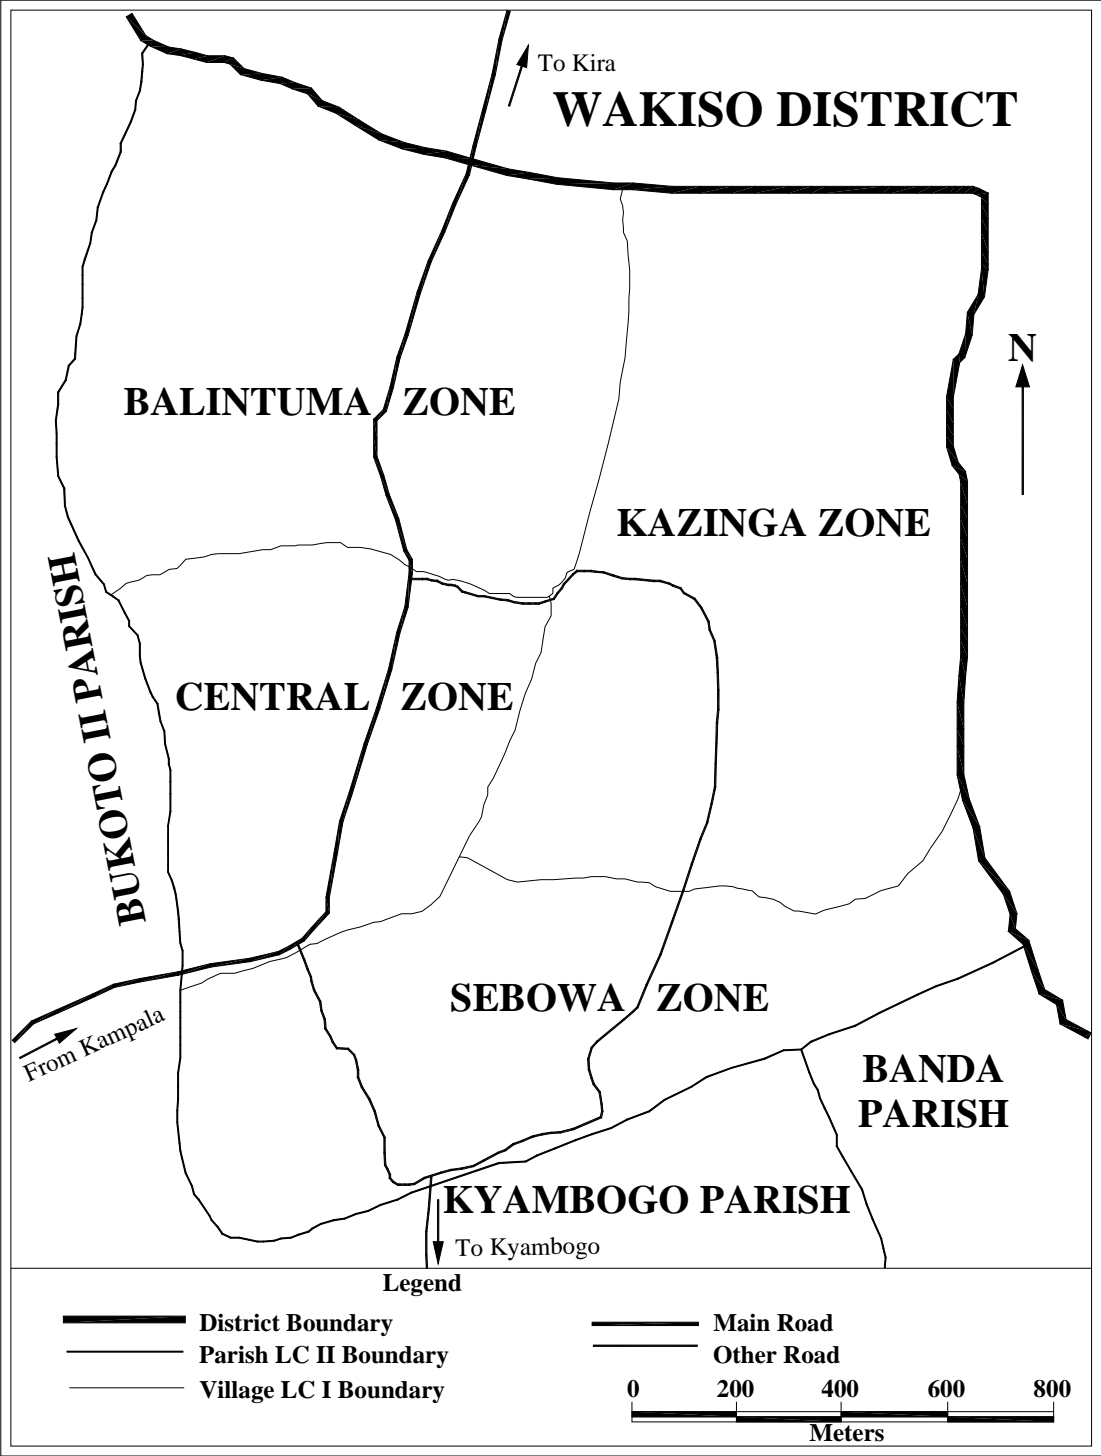 To Kira
WAKISO DISTRICT
N
BALINTUMA ZONE
KAZINGA ZONE
BUKOTO II PARISH
CENTRAL ZONE
SEBOWA ZONE
From Kampala
BANDA
PARISH
KYAMBOGO PARISH
To Kyambogo
Legend
District Boundary
Parish LC II Boundary
Village LC I Boundary
Main Road
Other Road
0 200 400 600 800
Meters